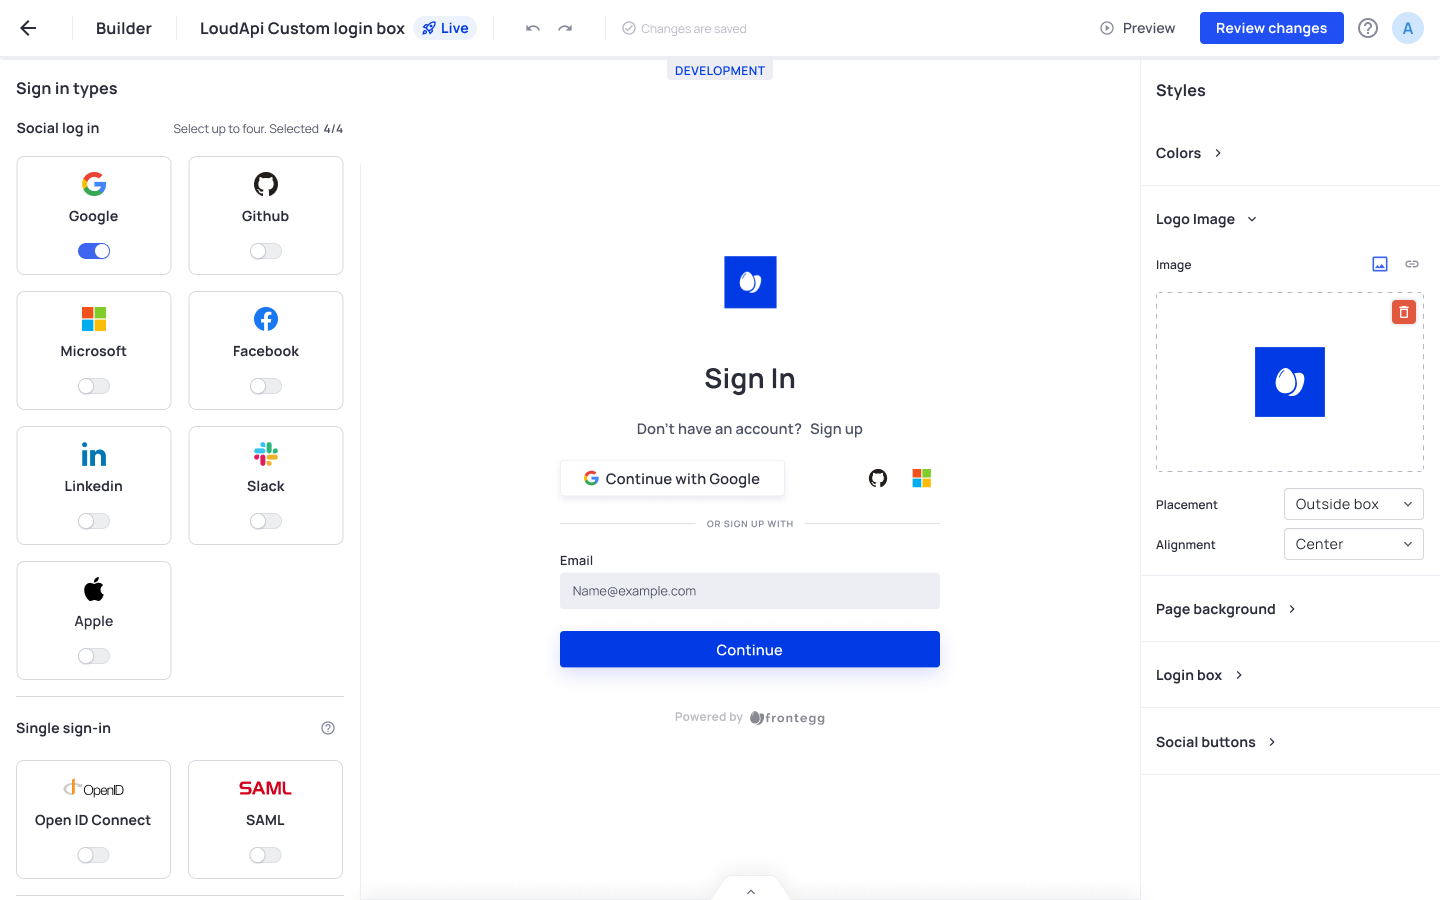 Builder
LoudApi Custom login box
Live
Changes are saved
Preview
Review changes
A
DEVELOPMENT
Sign in types
Social log in
Select up to four. Selected 4/4
Google
Github
Microsoft
Facebook
Linkedin
Slack
Apple
Single sign-in
OpenID
Open ID Connect
SAML
SAML
Sign In
Don't have an account? Sign up
Continue with Google
OR SIGN UP WITH
Email
Name@example.com
Continue
Powered by frontegg
Styles
Colors
Logo Image
Image
Placement
Outside box
Alignment
Center
Page background
Login box
Social buttons